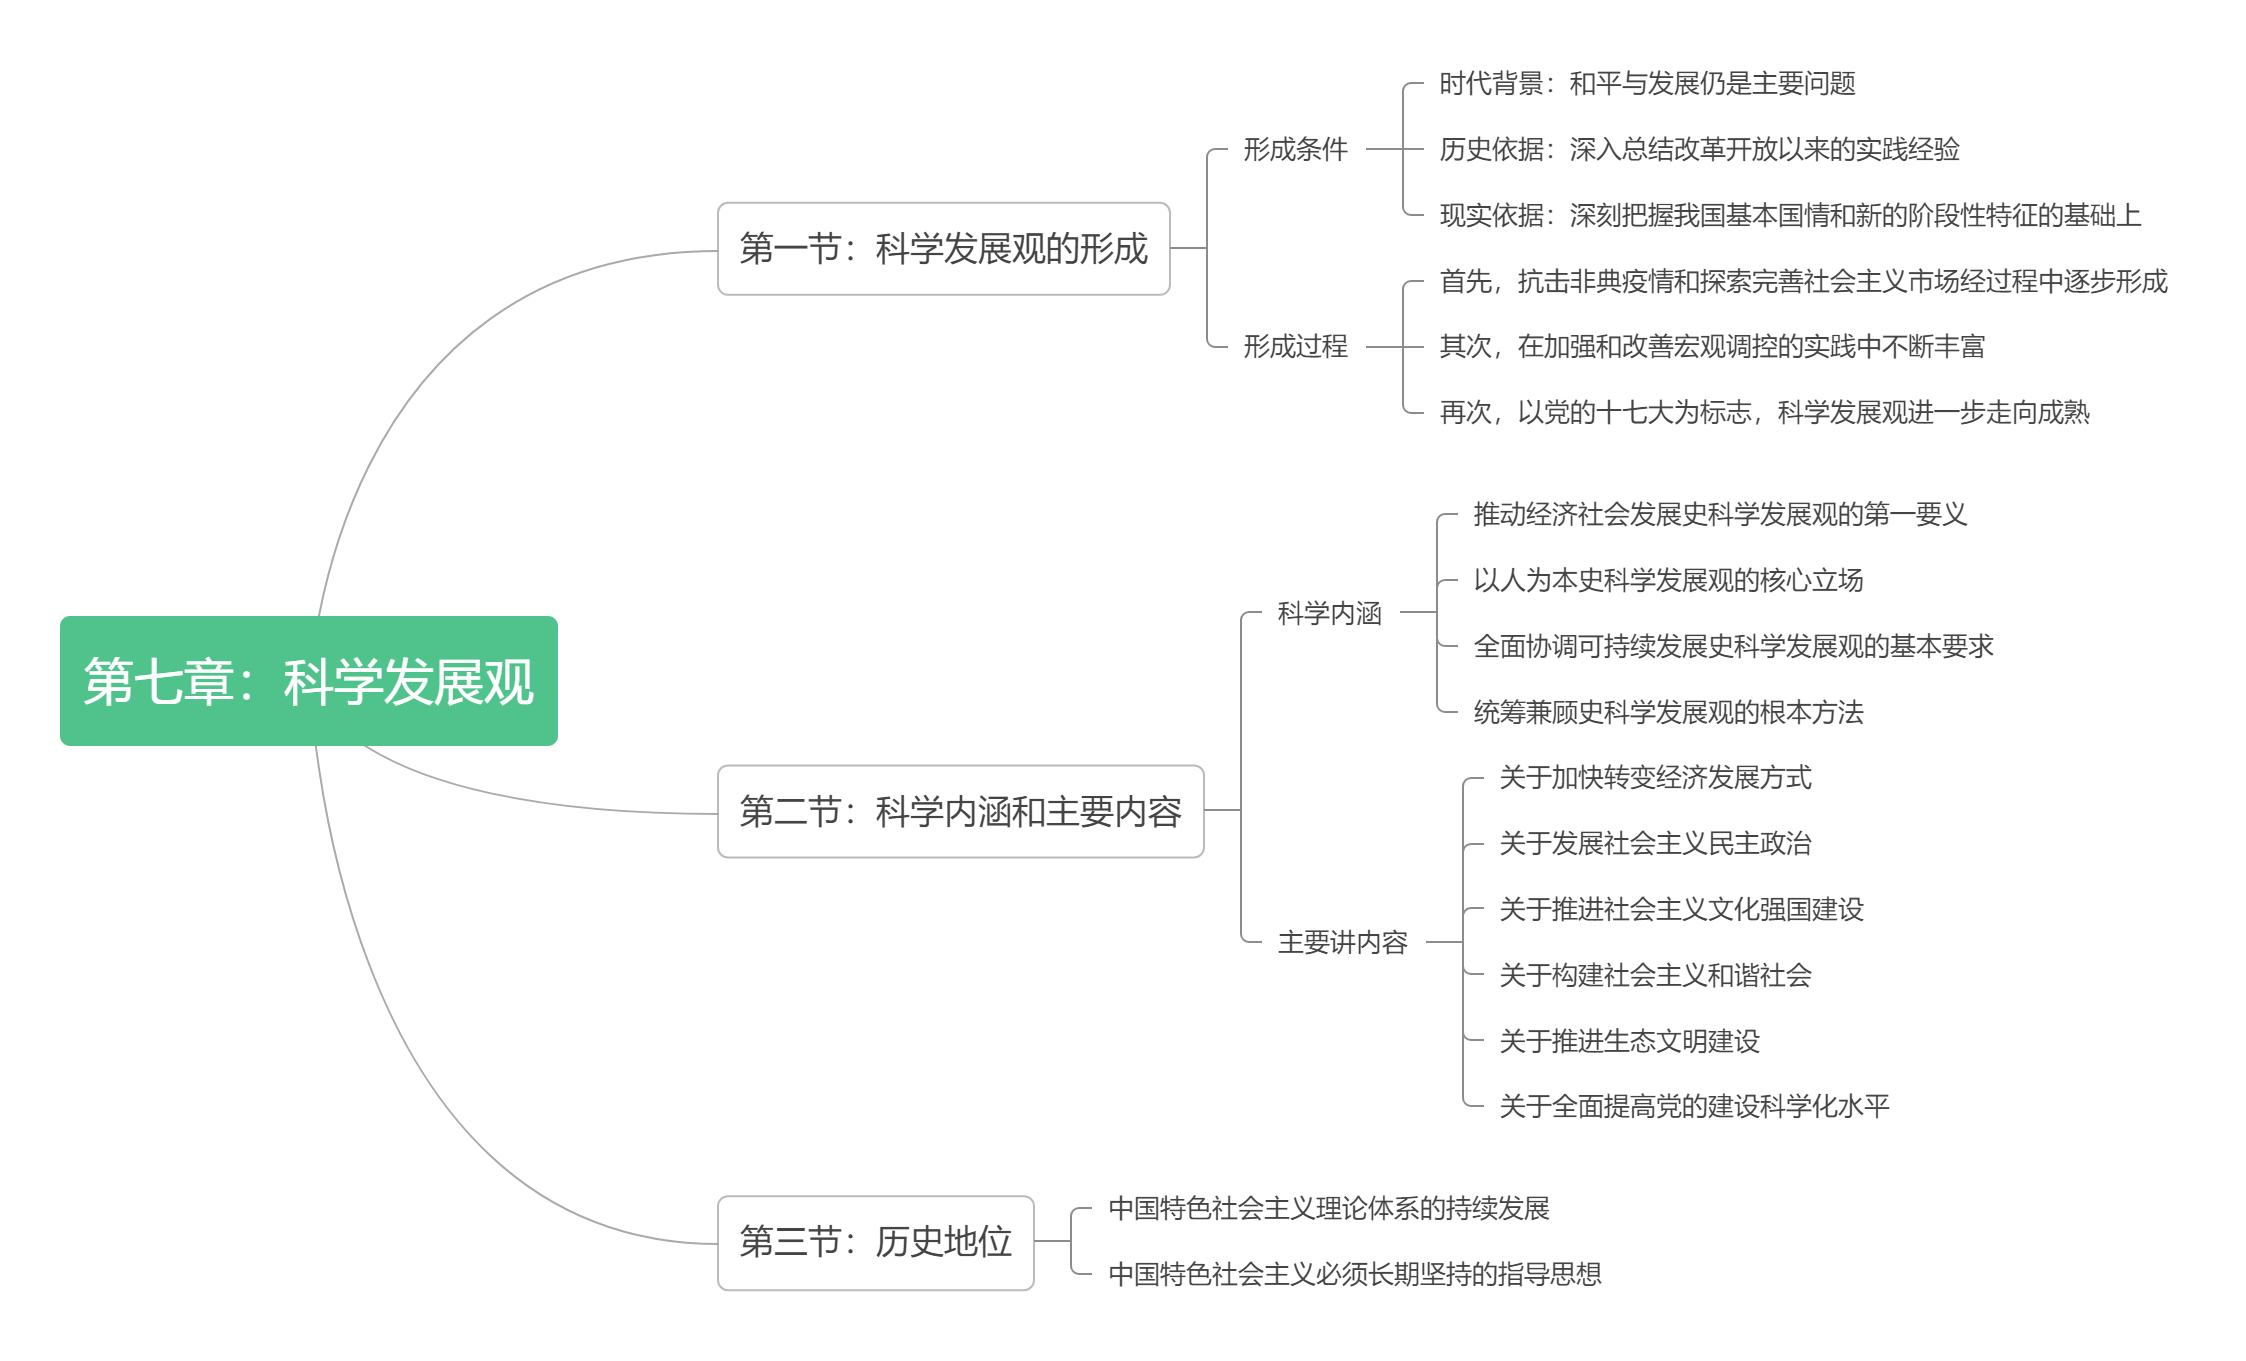 第七章：科学发展观
第一节：科学发展观的形成
形成条件
时代背景：和平与发展仍是主要问题
历史依据：深入总结改革开放以来的实践经验
现实依据：深刻把握我国基本国情和新的阶段性特征的基础上
形成过程
首先，抗击非典疫情和探索完善社会主义市场经过程中逐步形成
其次，在加强和改善宏观调控的实践中不断丰富
再次，以党的十七大为标志，科学发展观进一步走向成熟
第二节：科学内涵和主要内容
科学内涵
推动经济社会发展史科学发展观的第一要义
以人为本史科学发展观的核心立场
全面协调可持续发展史科学发展观的基本要求
统筹兼顾史科学发展观的根本方法
主要讲内容
关于加快转变经济发展方式
关于发展社会主义民主政治
关于推进社会主义文化强国建设
关于构建社会主义和谐社会
关于推进生态文明建设
关于全面提高党的建设科学化水平
第三节：历史地位
中国特色社会主义理论体系的持续发展
中国特色社会主义必须长期坚持的指导思想